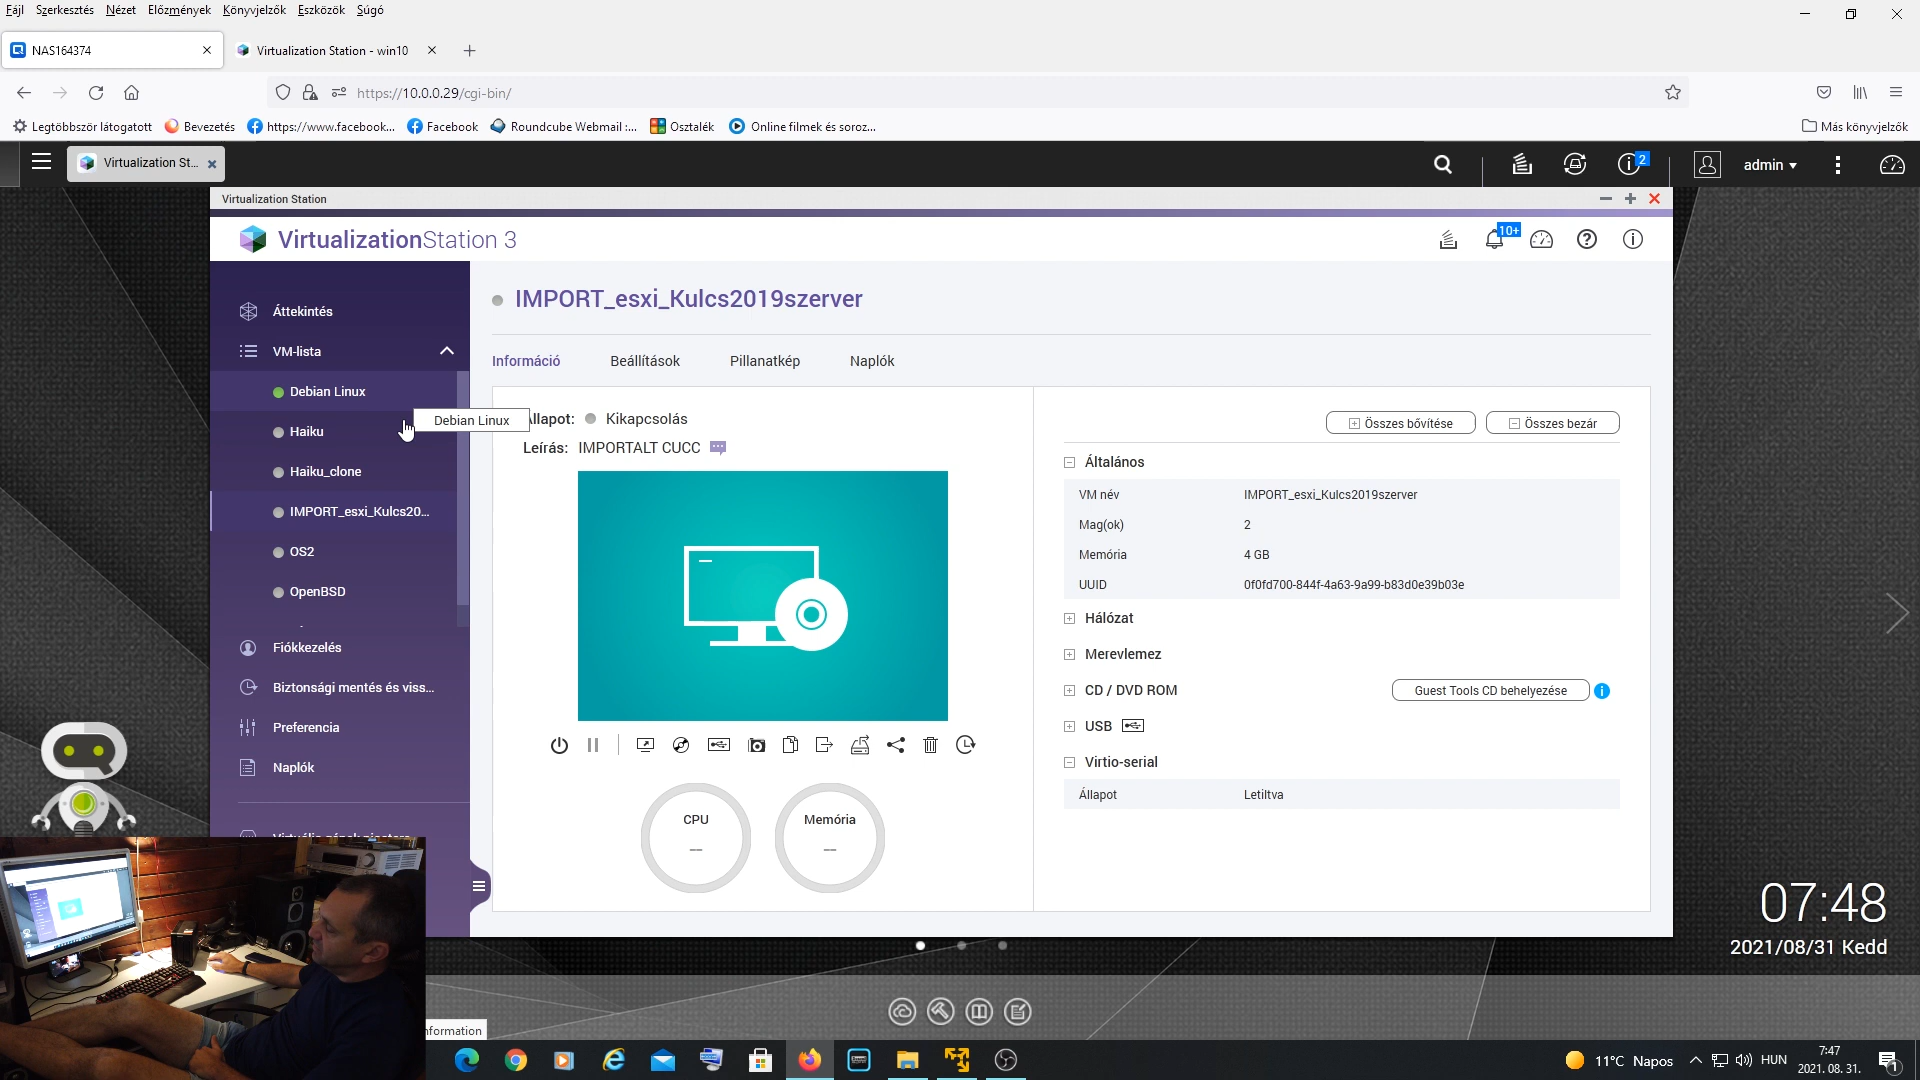 Fájl Szerkesztés Nézet Előzmények Könyvjelzők Eszközök Súgó
NAS164374
Virtualization Station - win10
https://10.0.0.29/cgi-bin/
Legtöbbször látogatott Bevezetés https://www.facebook... Facebook Roundcube Webmail :... Osztalék Online filmek és soroz... Más könyvjelzők
Virtualization St... 2 admin
Virtualization Station
VirtualizationStation 3 10+
Áttekintés
VM-lista
Debian Linux
Haiku
Haiku_clone
IMPORT_esxi_Kulcs20...
OS2
OpenBSD
Fiókkezelés
Biztonsági mentés és viss...
Preferencia
Naplók
Debian Linux
IMPORT_esxi_Kulcs2019szerver
Információ Beállítások Pillanatkép Naplók
Kikapcsolás
Leírás: IMPORTALT CUCC
CPU
--
Memória
--
Összes bővítése Összes bezár
Általános
VM név IMPORT_esxi_Kulcs2019szerver
Mag(ok) 2
Memória 4 GB
UUID 0f0fd700-844f-4a63-9a99-b83d0e39b03e
Hálózat
Merevlemez
CD / DVD ROM Guest Tools CD behelyezése
USB
Virtio-serial
Állapot Letiltva
07:48
2021/08/31 Kedd
11°C Napos HUN
7:47
2021. 08. 31.
1